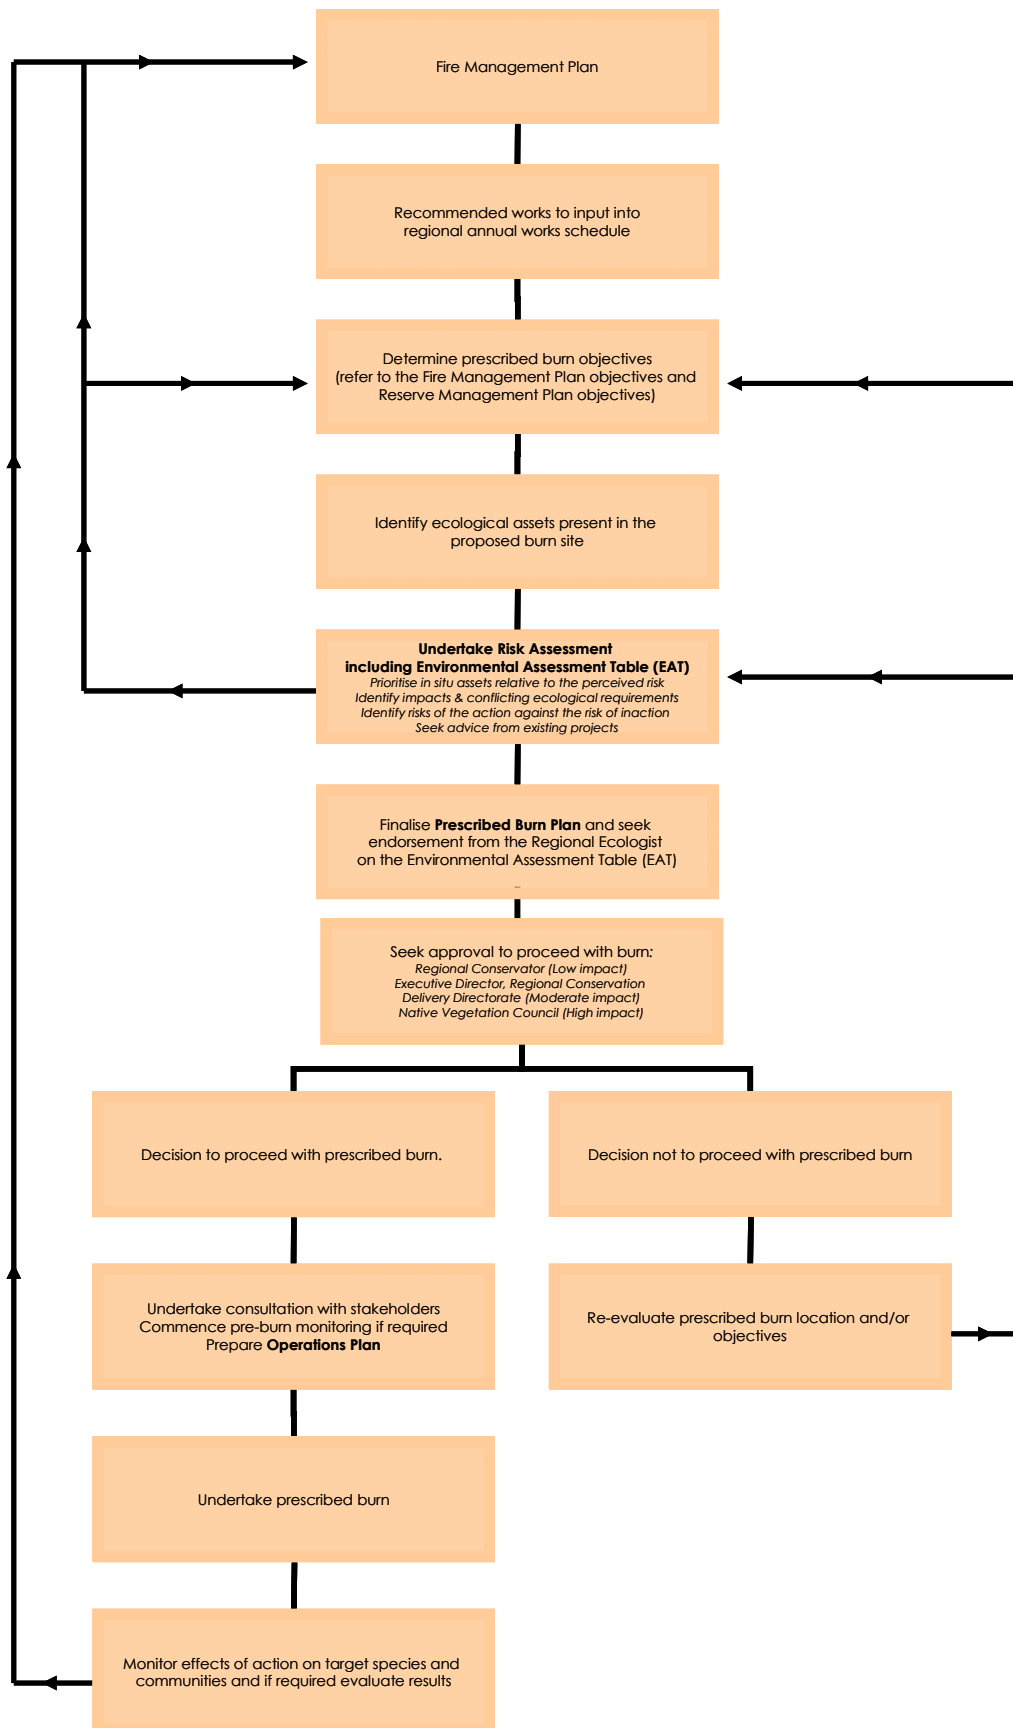 Fire Management Plan
Recommended works to input into
regional annual works schedule
Determine prescribed burn objectives
(refer to the Fire Management Plan objectives and
Reserve Management Plan objectives)
Identify ecological assets present in the
proposed burn site
Undertake Risk Assessment
including Environmental Assessment Table (EAT)
Prioritise in situ assets relative to the perceived risk
Identify impacts & conflicting ecological requirements
Identify risks of the action against the risk of inaction
Seek advice from existing projects
Finalise Prescribed Burn Plan and seek
endorsement from the Regional Ecologist
on the Environmental Assessment Table (EAT)
Seek approval to proceed with burn:
Regional Conservator (Low impact)
Executive Director, Regional Conservation
Delivery Directorate (Moderate impact)
Native Vegetation Council (High impact)
Decision to proceed with prescribed burn.
Decision not to proceed with prescribed burn
Undertake consultation with stakeholders
Commence pre-burn monitoring if required
Prepare Operations Plan
Re-evaluate prescribed burn location and/or
objectives
Undertake prescribed burn
Monitor effects of action on target species and
communities and if required evaluate results